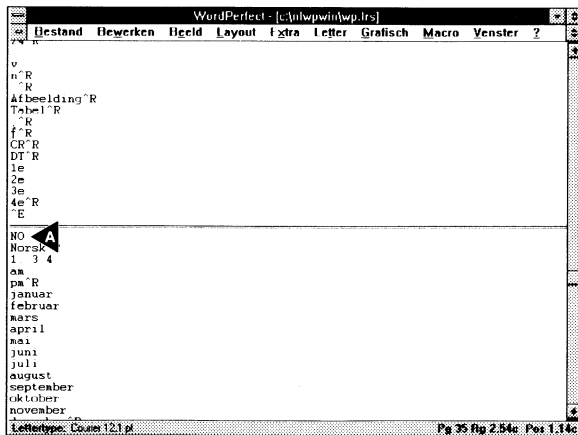 WordPerfect - [c:\nlwpwin\wp.lrs]
Bestand Bewerken Beeld Layout Extra Letter Grafisch Macro Venster ?
v
n^R
^R
Afbeelding^R
Tabel^R
^R
f^R
CR^R
DT^R
1e
2e
3e
4e^R
^E
NO A
Norsk
1 3 4
am
pm^R
januar
februar
mars
april
mai
juni
juli
august
september
oktober
november
Lettertype: Courier 12.1 pt Pg 35 Rg 2.54c Pos 1.14c